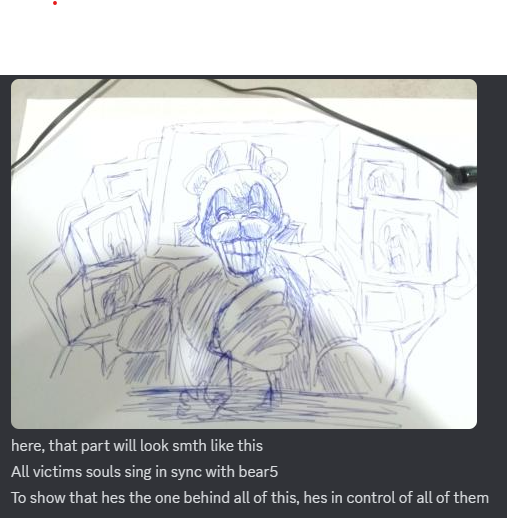 here, that part will look smth like this
All victims souls sing in sync with bear5
To show that hes the one behind all of this, hes in control of all of them